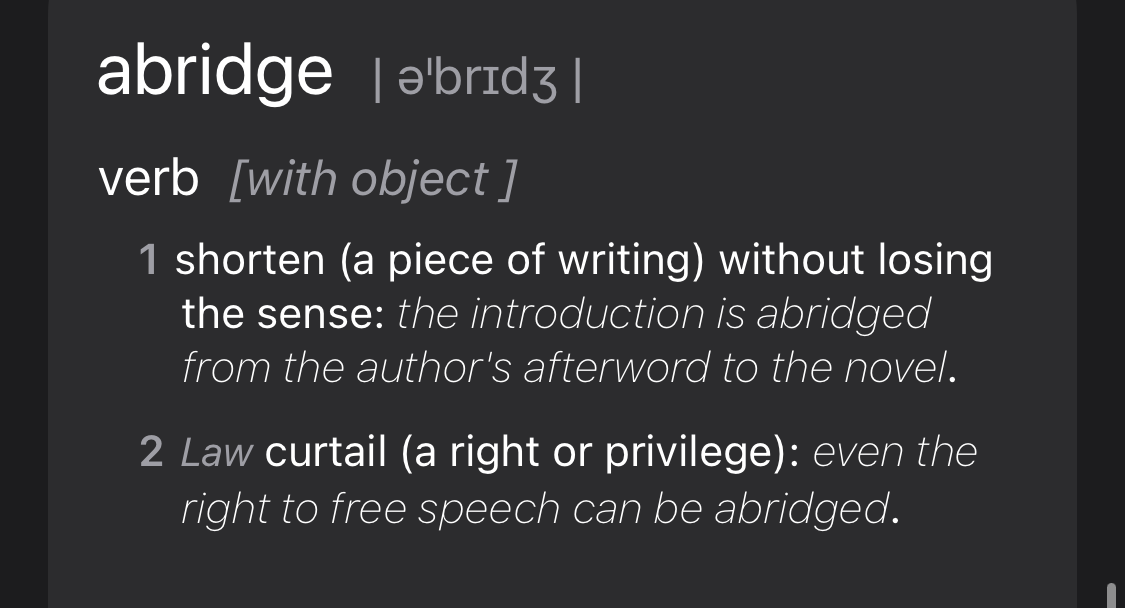 abridge | ə'brɪdʒ |
verb [with object ]
1 shorten (a piece of writing) without losing
the sense: the introduction is abridged
from the author's afterword to the novel.
2 Law curtail (a right or privilege): even the
right to free speech can be abridged.